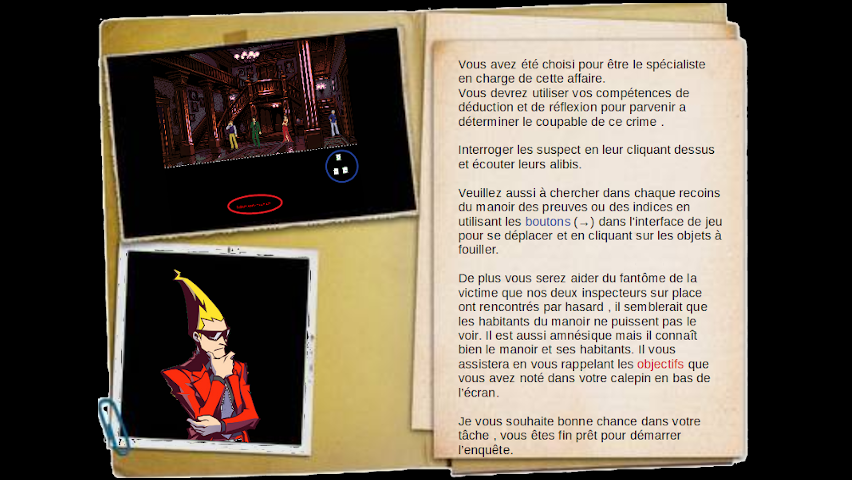 Vous avez été choisi pour être le spécialiste
en charge de cette affaire.
Vous devrez utiliser vos compétences de
déduction et de réflexion pour parvenir a
déterminer le coupable de ce crime .
Interroger les suspect en leur cliquant dessus
et écouter leurs alibis.
Veuillez aussi à chercher dans chaque recoins
du manoir des preuves ou des indices en
utilisant les boutons (→) dans l'interface de jeu
pour se déplacer et en cliquant sur les objets à
fouiller.
De plus vous serez aider du fantôme de la
victime que nos deux inspecteurs sur place
ont rencontrés par hasard , il semblerait que
les habitants du manoir ne puissent pas le
voir. Il est aussi amnésique mais il connaît
bien le manoir et ses habitants. Il vous
assistera en vous rappelant les objectifs que
vous avez noté dans votre calepin en bas de
l'écran.
Je vous souhaite bonne chance dans votre
tâche , vous êtes fin prêt pour démarrer
l'enquête.